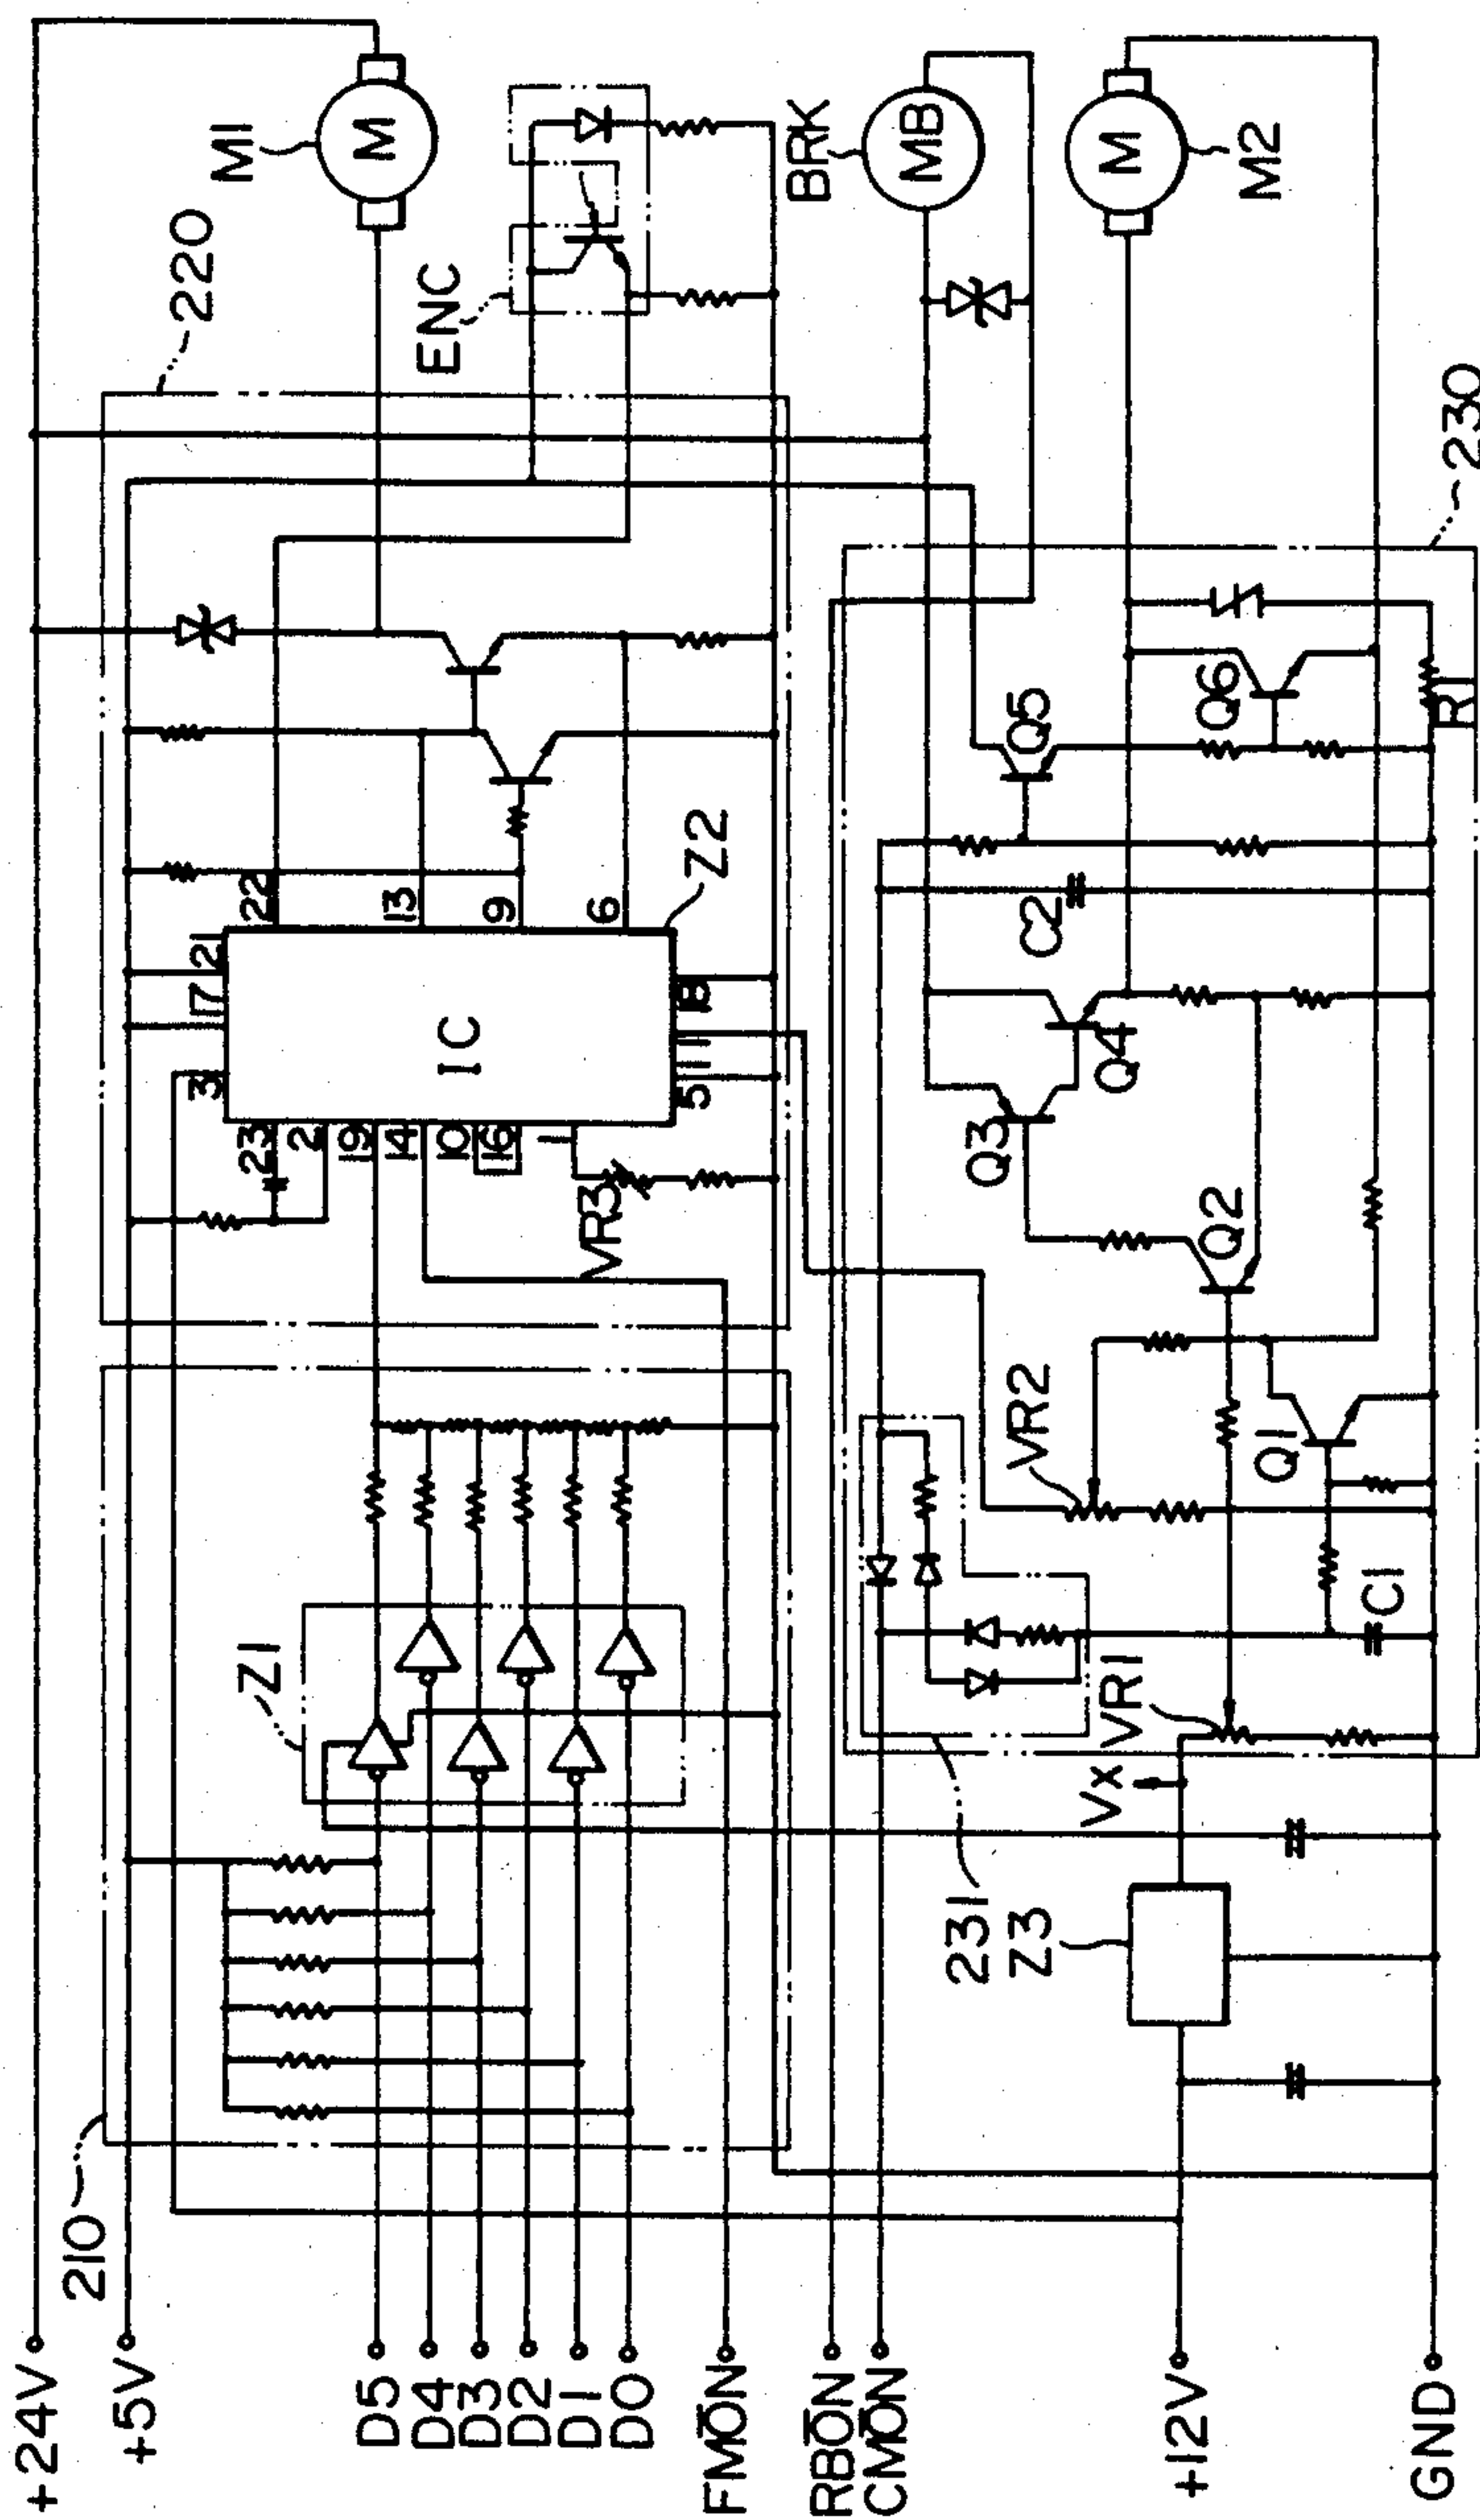 +24V
+5V
D5
D4
D3
D2
D1
D0
FMON
RBON
CMON
+12V
GND
210
Z1
231
Z3
Vx
VR1
C1
VR2
Q1
Q2
Q3
Q4
C2
Q5
Q6
R1
230
VR3
IC
Z2
23
2
19
14
10
16
1
3
17
21
22
13
9
6
5
11
18
220
ENC
M1
M
BRK
MB
M
M2